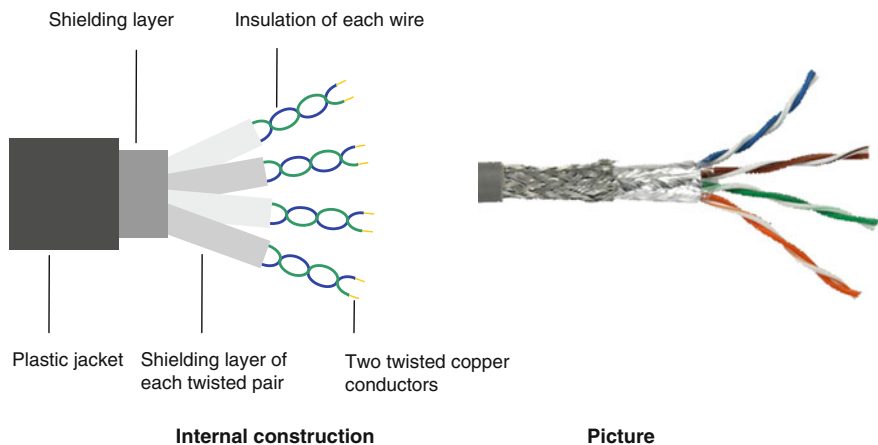 Shielding layer
Insulation of each wire
Plastic jacket
Shielding layer of
each twisted pair
Two twisted copper
conductors
Internal construction
Picture